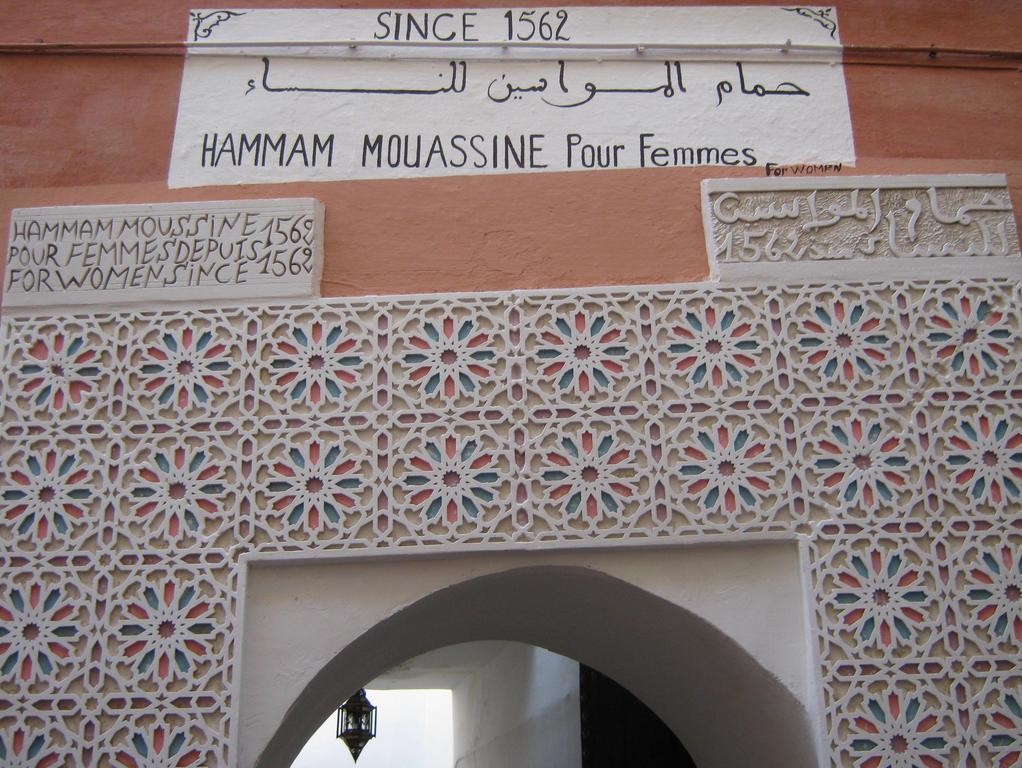 SINCE 1562
حمام المواسين للنساء
HAMMAM MOUASSINE Pour Femmes
For WOMEN
HAMMAM MOUSSiNE 1562
POUR FEMMES DEPUIS 1562
FOR WOMEN SiNCE 1562
حمام المواسين
للنساء منذ 1562